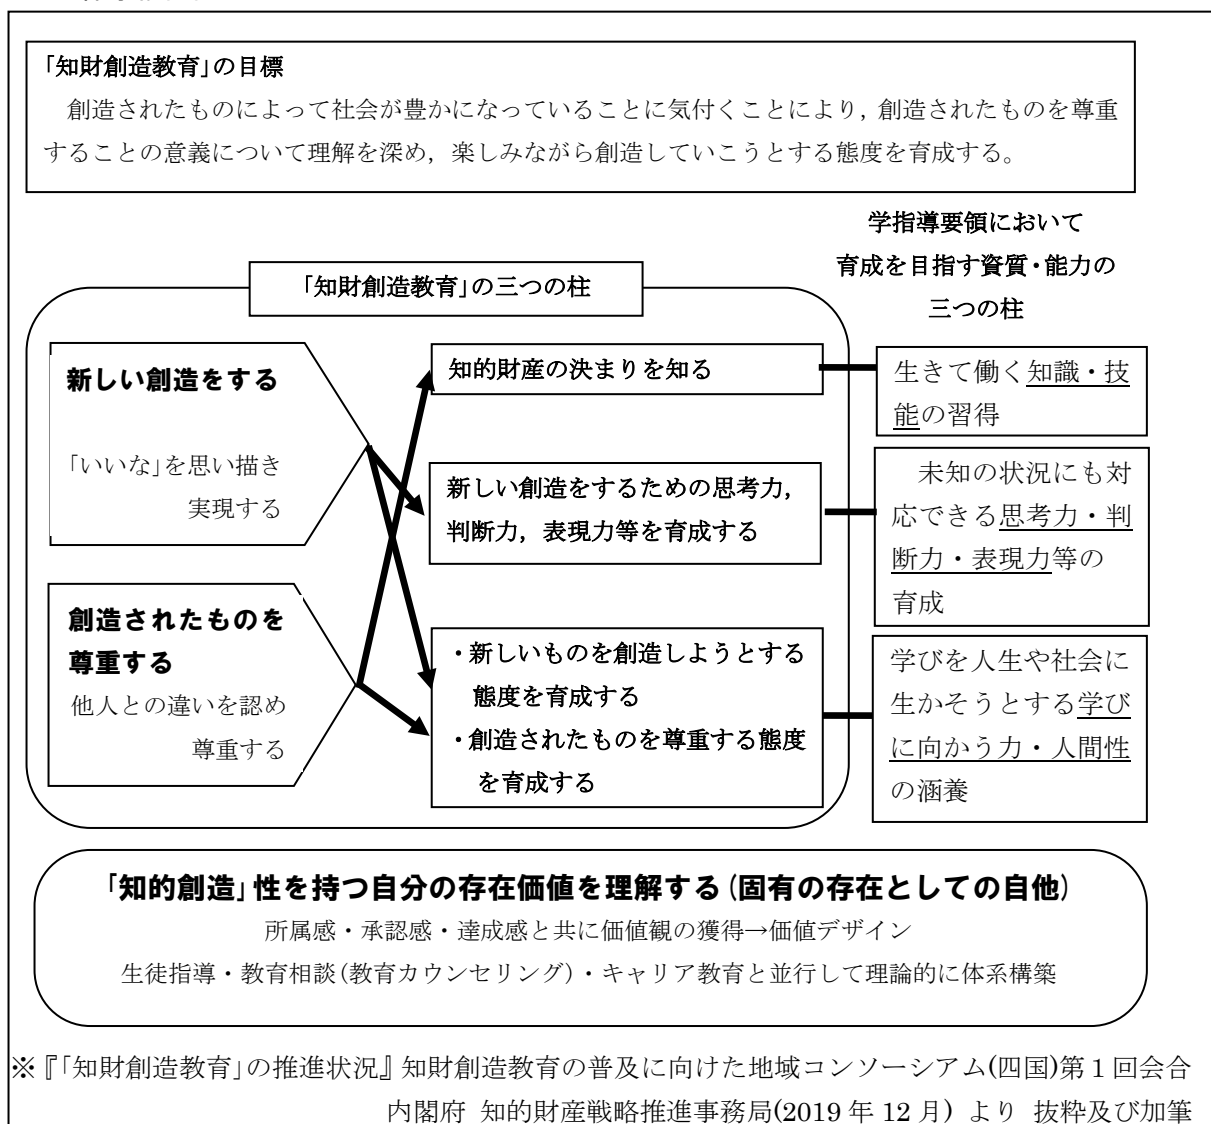 「知財創造教育」の目標
創造されたものによって社会が豊かになっていることに気付くことにより，創造されたものを尊重
することの意義について理解を深め，楽しみながら創造していこうとする態度を育成する。
学指導要領において
育成を目指す資質・能力の
三つの柱
「知財創造教育」の三つの柱
新しい創造をする
「いいな」を思い描き
実現する
創造されたものを
尊重する
他人との違いを認め
尊重する
知的財産の決まりを知る
新しい創造をするための思考力，
判断力，表現力等を育成する
・新しいものを創造しようとする
態度を育成する
・創造されたものを尊重する態度
を育成する
生きて働く知識・技
能の習得
未知の状況にも対
応できる思考力・判
断力・表現力等の
育成
学びを人生や社会に
生かそうとする学び
に向かう力・人間性
の涵養
「知的創造」性を持つ自分の存在価値を理解する(固有の存在としての自他)
所属感・承認感・達成感と共に価値観の獲得→価値デザイン
生徒指導・教育相談(教育カウンセリング)・キャリア教育と並行して理論的に体系構築
※『「知財創造教育」の推進状況』知財創造教育の普及に向けた地域コンソーシアム(四国)第１回会合
内閣府 知的財産戦略推進事務局(2019 年 12 月) より 抜粋及び加筆